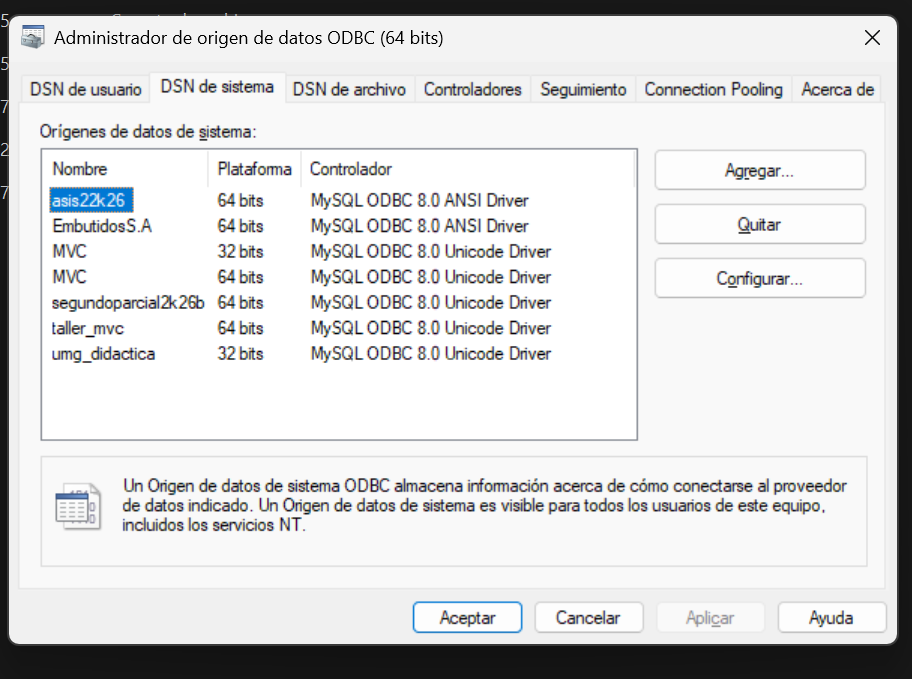 Administrador de origen de datos ODBC (64 bits)
DSN de usuario DSN de sistema DSN de archivo Controladores Seguimiento Connection Pooling Acerca de
Orígenes de datos de sistema:
Nombre Plataforma Controlador
asis22k26 64 bits MySQL ODBC 8.0 ANSI Driver
EmbutidosS.A 64 bits MySQL ODBC 8.0 ANSI Driver
MVC 32 bits MySQL ODBC 8.0 Unicode Driver
MVC 64 bits MySQL ODBC 8.0 Unicode Driver
segundoparcial2k26b 64 bits MySQL ODBC 8.0 Unicode Driver
taller_mvc 64 bits MySQL ODBC 8.0 Unicode Driver
umg_didactica 32 bits MySQL ODBC 8.0 Unicode Driver
Agregar...
Quitar
Configurar...
Un Origen de datos de sistema ODBC almacena información acerca de cómo conectarse al proveedor
de datos indicado. Un Origen de datos de sistema es visible para todos los usuarios de este equipo,
incluidos los servicios NT.
Aceptar Cancelar Aplicar Ayuda